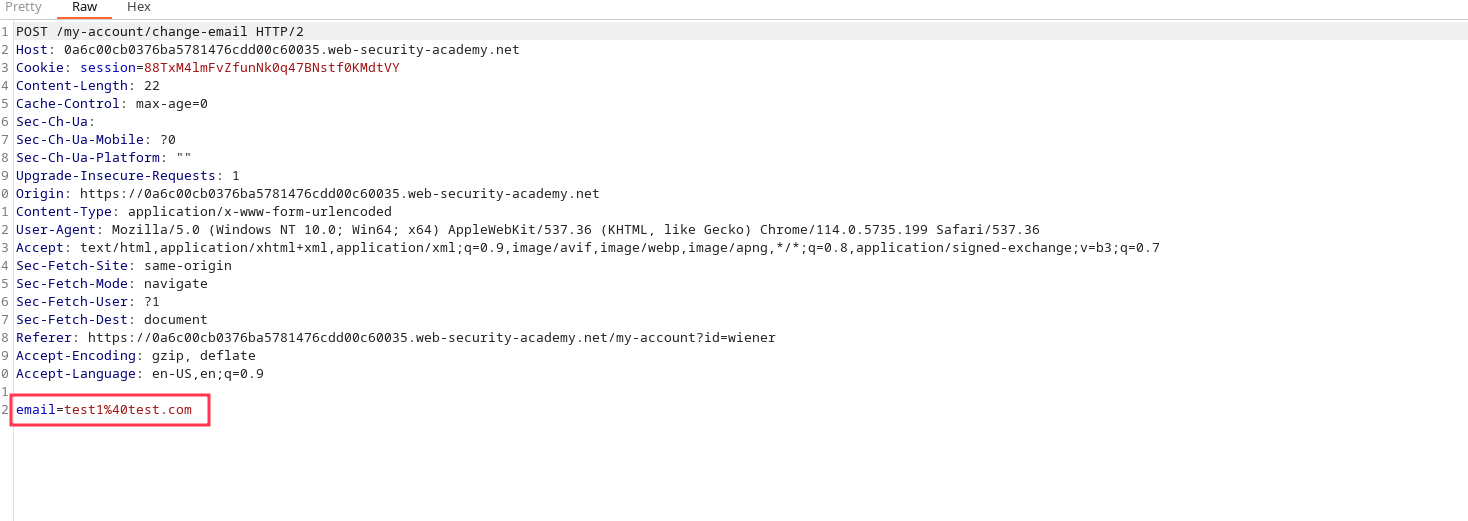 Pretty Raw Hex
1 POST /my-account/change-email HTTP/2
2 Host: 0a6c00cb0376ba5781476cdd00c60035.web-security-academy.net
3 Cookie: session=88TxM4lmFvZfunNk0q47BNstf0KMdtVY
4 Content-Length: 22
5 Cache-Control: max-age=0
6 Sec-Ch-Ua:
7 Sec-Ch-Ua-Mobile: ?0
8 Sec-Ch-Ua-Platform: ""
9 Upgrade-Insecure-Requests: 1
0 Origin: https://0a6c00cb0376ba5781476cdd00c60035.web-security-academy.net
1 Content-Type: application/x-www-form-urlencoded
2 User-Agent: Mozilla/5.0 (Windows NT 10.0; Win64; x64) AppleWebKit/537.36 (KHTML, like Gecko) Chrome/114.0.5735.199 Safari/537.36
3 Accept: text/html,application/xhtml+xml,application/xml;q=0.9,image/avif,image/webp,image/apng,*/*;q=0.8,application/signed-exchange;v=b3;q=0.7
4 Sec-Fetch-Site: same-origin
5 Sec-Fetch-Mode: navigate
6 Sec-Fetch-User: ?1
7 Sec-Fetch-Dest: document
8 Referer: https://0a6c00cb0376ba5781476cdd00c60035.web-security-academy.net/my-account?id=wiener
9 Accept-Encoding: gzip, deflate
0 Accept-Language: en-US,en;q=0.9
1
2 email=test1%40test.com